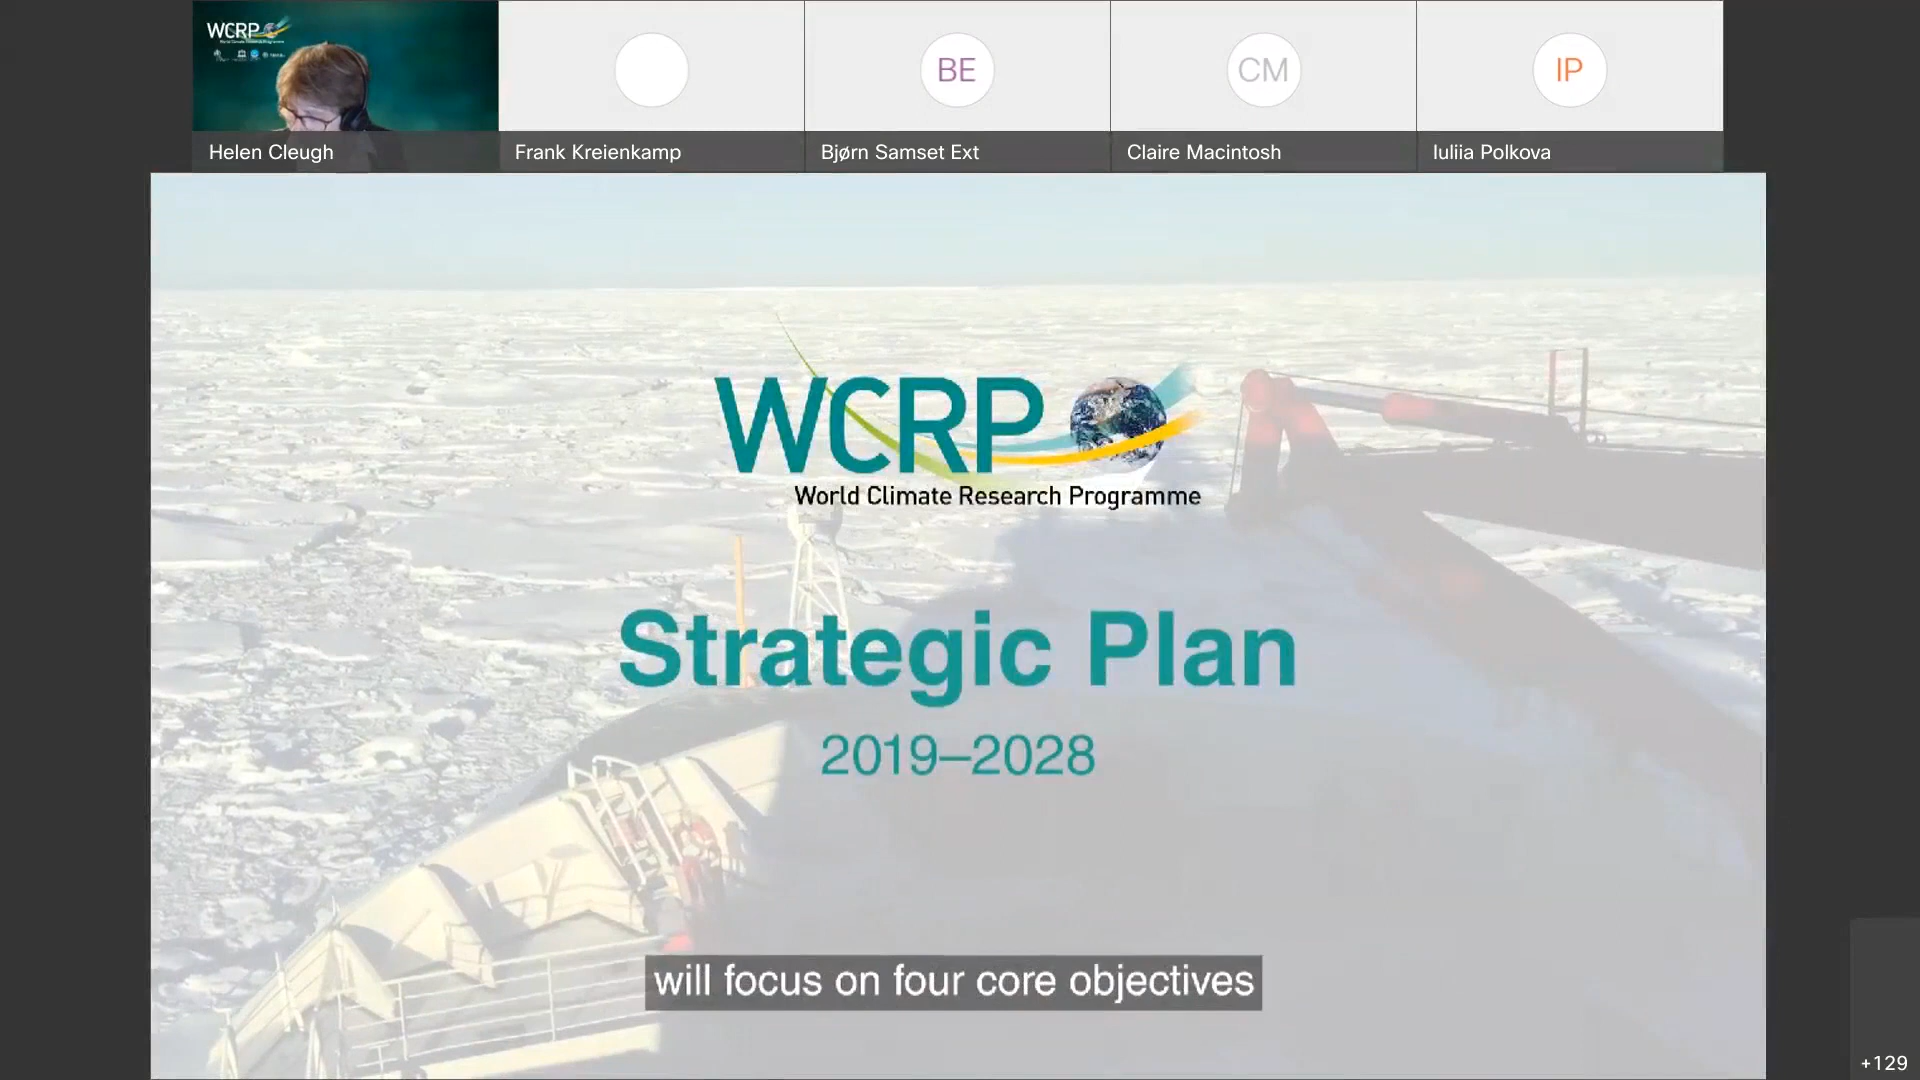 WCRP
Helen Cleugh
Frank Kreienkamp
BE
Bjørn Samset Ext
CM
Claire Macintosh
IP
Iuliia Polkova
WCRP
World Climate Research Programme
Strategic Plan
2019–2028
will focus on four core objectives
+129